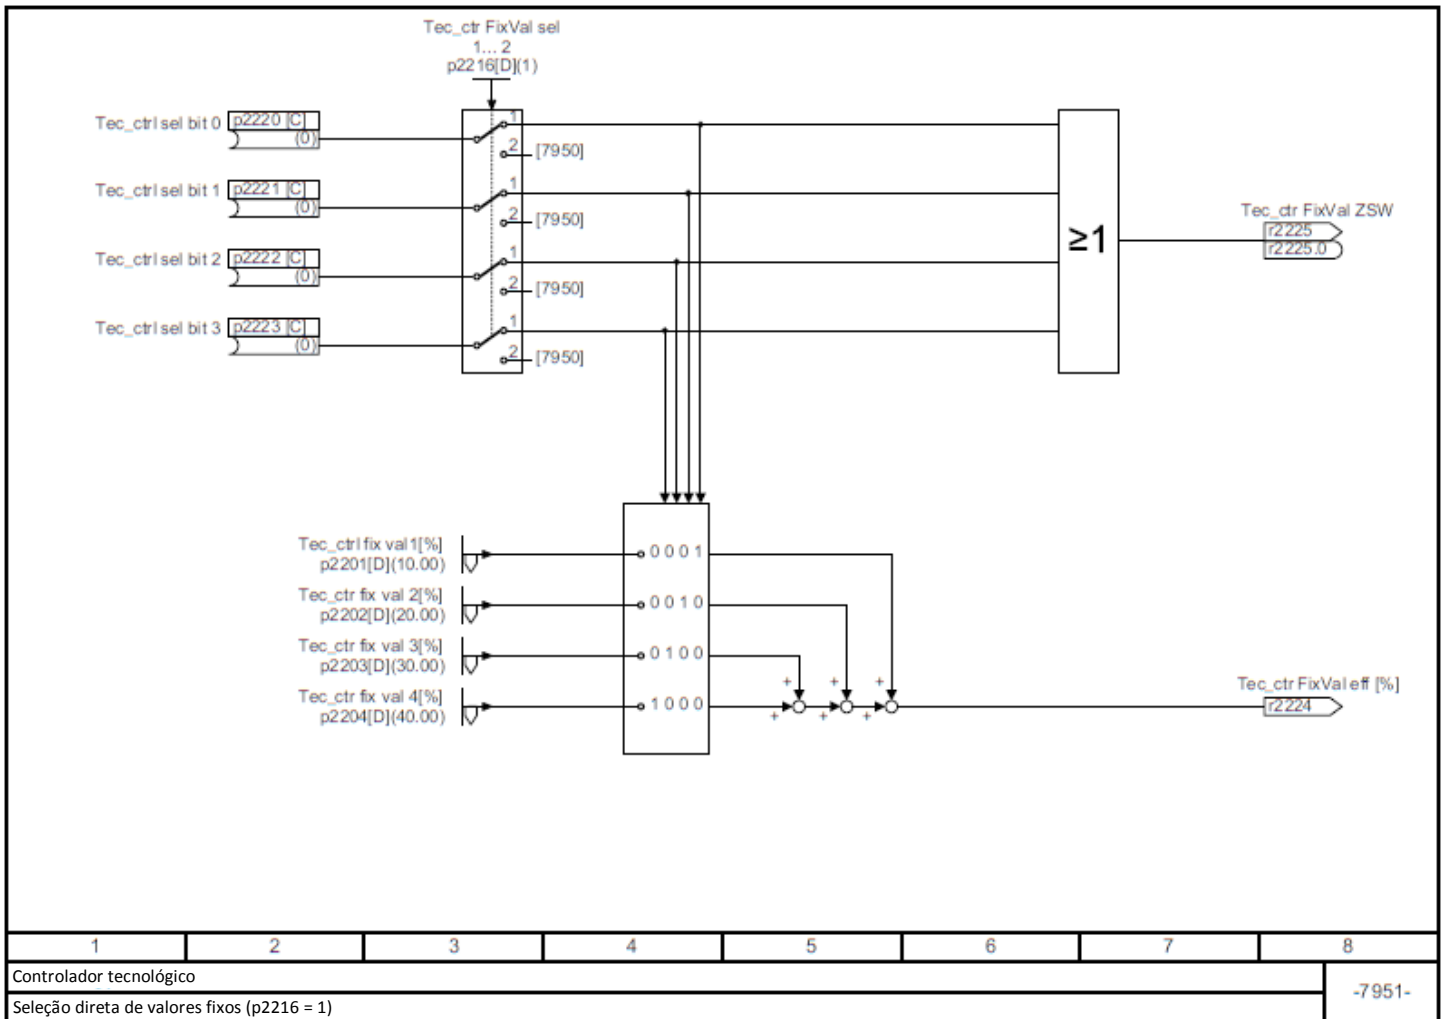 Tec_ctr FixVal sel
1... 2
p2216[D](1)
Tec_ctrl sel bit 0 p2220 [C]
(0)
1
2 [7950]
Tec_ctrl sel bit 1 p2221 [C]
(0)
1
2 [7950]
Tec_ctrl sel bit 2 p2222 [C]
(0)
1
2 [7950]
Tec_ctrl sel bit 3 p2223 [C]
(0)
1
2 [7950]
≥1
Tec_ctr FixVal ZSW
r2225
r2225.0
Tec_ctrl fix val1[%]
p2201[D](10.00)
0 0 0 1
Tec_ctr fix val 2[%]
p2202[D](20.00)
0 0 1 0
Tec_ctr fix val 3[%]
p2203[D](30.00)
0 1 0 0
Tec_ctr fix val 4[%]
p2204[D](40.00)
1 0 0 0
+ + +
+ + +
Tec_ctr FixVal eff [%]
r2224
1 2 3 4 5 6 7 8
Controlador tecnológico
Seleção direta de valores fixos (p2216 = 1)
-7951-